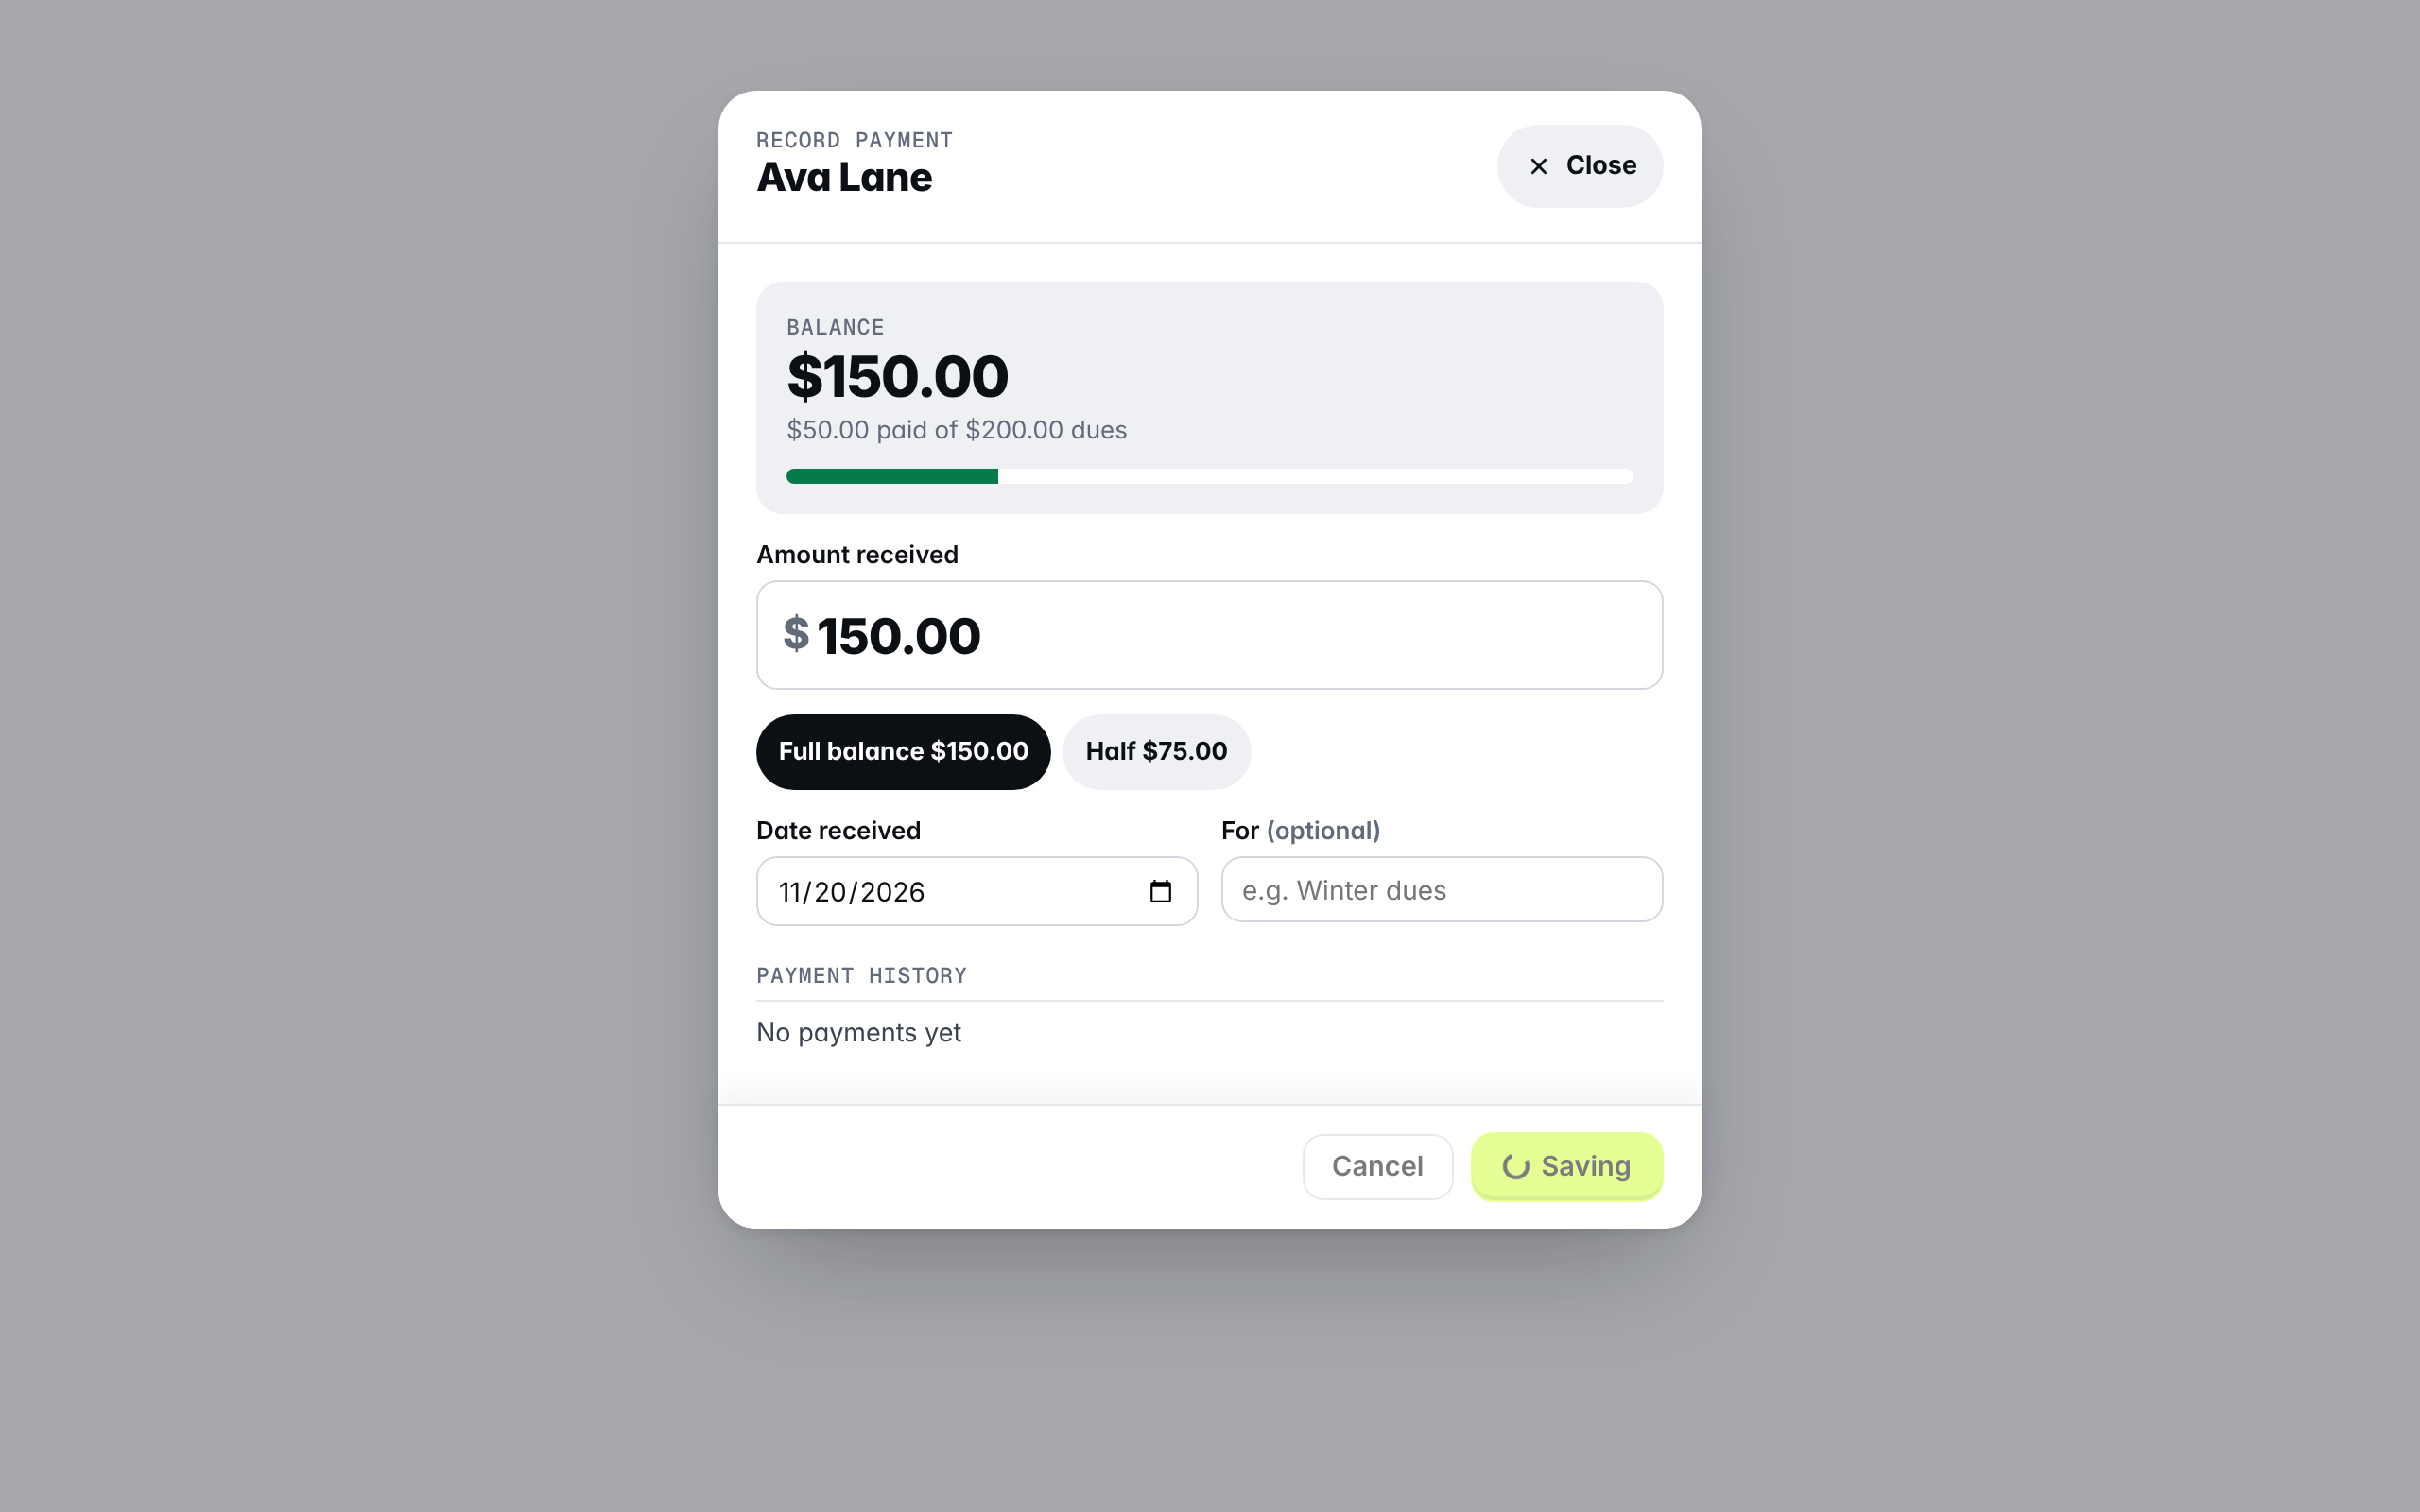 RECORD PAYMENT
Ava Lane
Close
BALANCE
$150.00
$50.00 paid of $200.00 dues
Amount received
$ 150.00
Full balance $150.00
Half $75.00
Date received
For (optional)
11/20/2026
e.g. Winter dues
PAYMENT HISTORY
No payments yet
Cancel
Saving